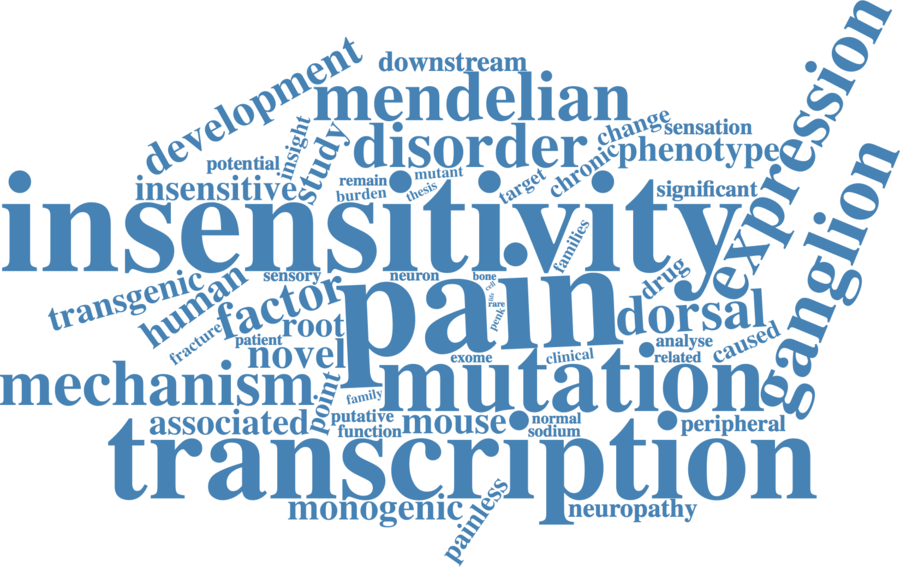 downstream
development
mendelian
insight
study
disorder
change
sensation
expression
potential
phenotype
chronic
insensitive
remain
mutant
burden
thesis
target
significant
insensitivity
families
ganglion
transgenic
human
sensory
neuron
bone
cell
life
rare
penk
drug
factor
pain
dorsal
fracture
root
patient
novel
analyse
caused
exome
clinical
related
mechanism
mutation
point
family
associated
putative
mouse
normal
function
sodium
peripheral
transcription
monogenic
painless
neuropathy